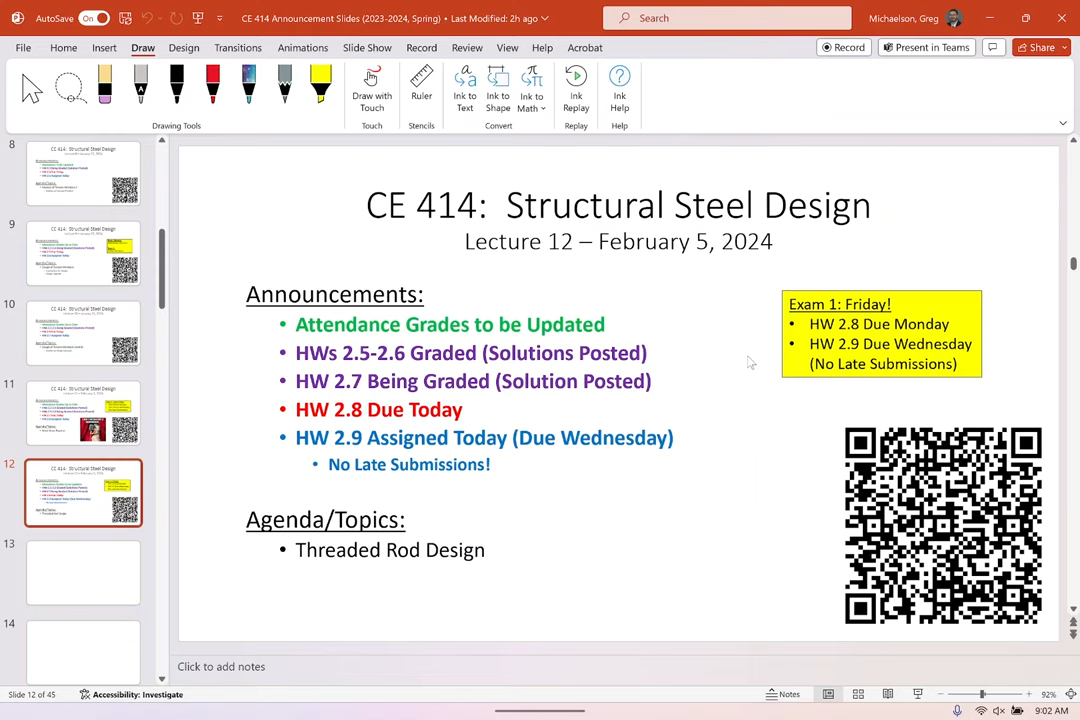 AutoSave On
CE 414 Announcement Slides (2023-2024, Spring) • Last Modified: 2h ago
Search
Michaelson, Greg
File Home Insert Draw Design Transitions Animations Slide Show Record Review View Help Acrobat
Record Present in Teams Share
Draw with Touch
Ruler
Ink to Text
Ink to Shape
Ink to Math
Ink Replay
Ink Help
Drawing Tools Touch Stencils Convert Replay Help
8
9
10
11
12
13
14
CE 414: Structural Steel Design
Lecture 12 – February 5, 2024
Announcements:
• Attendance Grades to be Updated
• HWs 2.5-2.6 Graded (Solutions Posted)
• HW 2.7 Being Graded (Solution Posted)
• HW 2.8 Due Today
• HW 2.9 Assigned Today (Due Wednesday)
• No Late Submissions!
Agenda/Topics:
• Threaded Rod Design
Exam 1: Friday!
• HW 2.8 Due Monday
• HW 2.9 Due Wednesday
(No Late Submissions)
Click to add notes
Slide 12 of 45 Accessibility: Investigate Notes 92%
9:02 AM